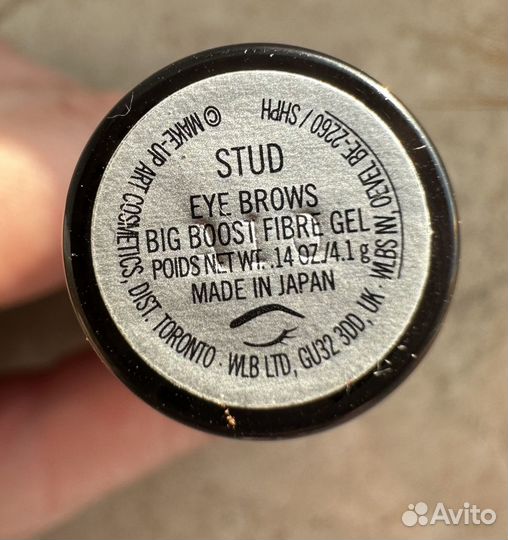 STUD
EYE BROWS
BIG BOOST FIBRE GEL
POIDS NET WT. .14 OZ/4.1 g
MADE IN JAPAN
© MAKE-UP ART COSMETICS, DIST. TORONTO · WLB LTD, GU32 3DD, UK · WLBS NV, OEVEL BE-2260 / SHPH
Avito